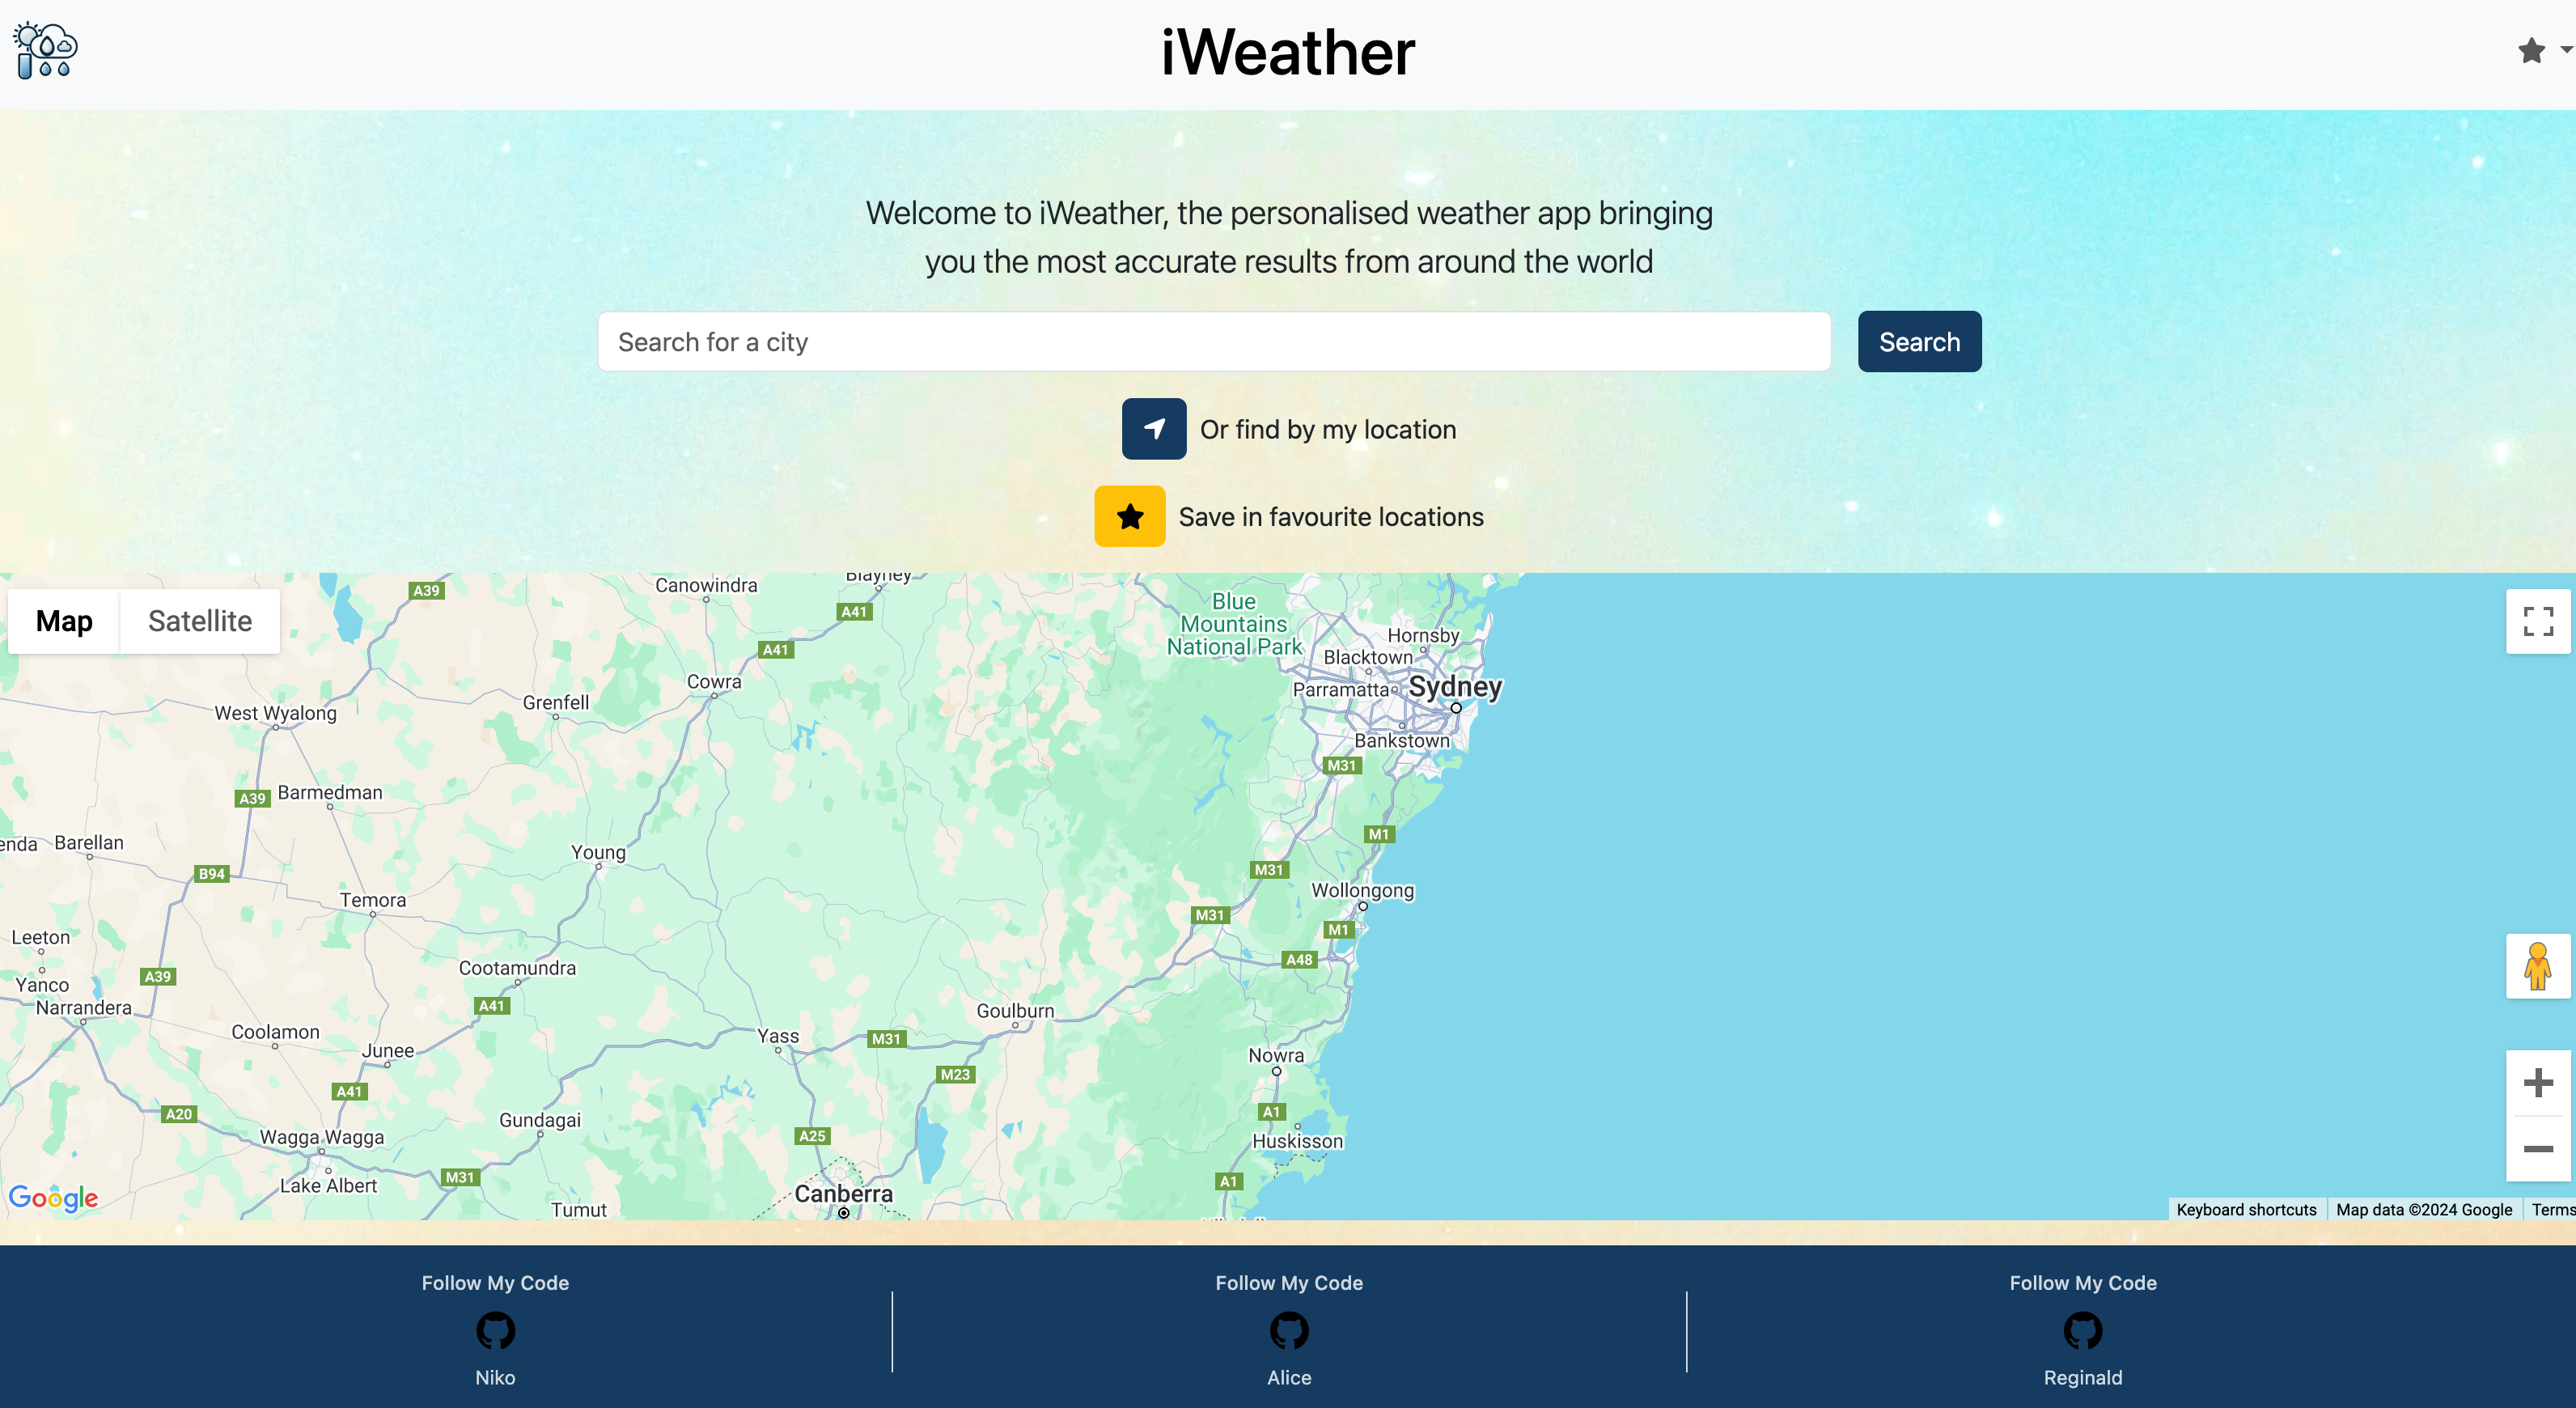 iWeather
Welcome to iWeather, the personalised weather app bringing
you the most accurate results from around the world
Search for a city
Search
Or find by my location
Save in favourite locations
Map
Satellite
A39
Canowindra
Blayney
A41
Blue
Mountains
National Park
A41
Hornsby
Blacktown
Cowra
Parramatta
Sydney
Grenfell
West Wyalong
Bankstown
M31
A39
Barmedman
M1
enda
Barellan
Young
B94
M31
Wollongong
Temora
M31
M1
Leeton
A48
Cootamundra
A39
Yanco
Narrandera
A41
Goulburn
Coolamon
Yass
M31
Junee
Nowra
M23
A41
A20
A1
Gundagai
Wagga Wagga
A25
Huskisson
M31
Lake Albert
A1
Canberra
Google
Tumut
Keyboard shortcuts
Map data ©2024 Google
Terms
Follow My Code
Follow My Code
Follow My Code
Niko
Alice
Reginald